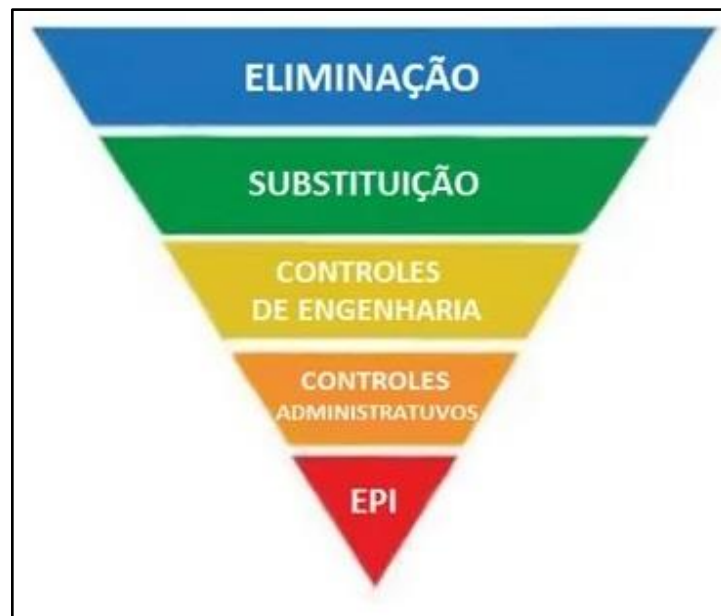 ELIMINAÇÃO
SUBSTITUIÇÃO
CONTROLES
DE ENGENHARIA
CONTROLES
ADMINISTRATUVOS
EPI